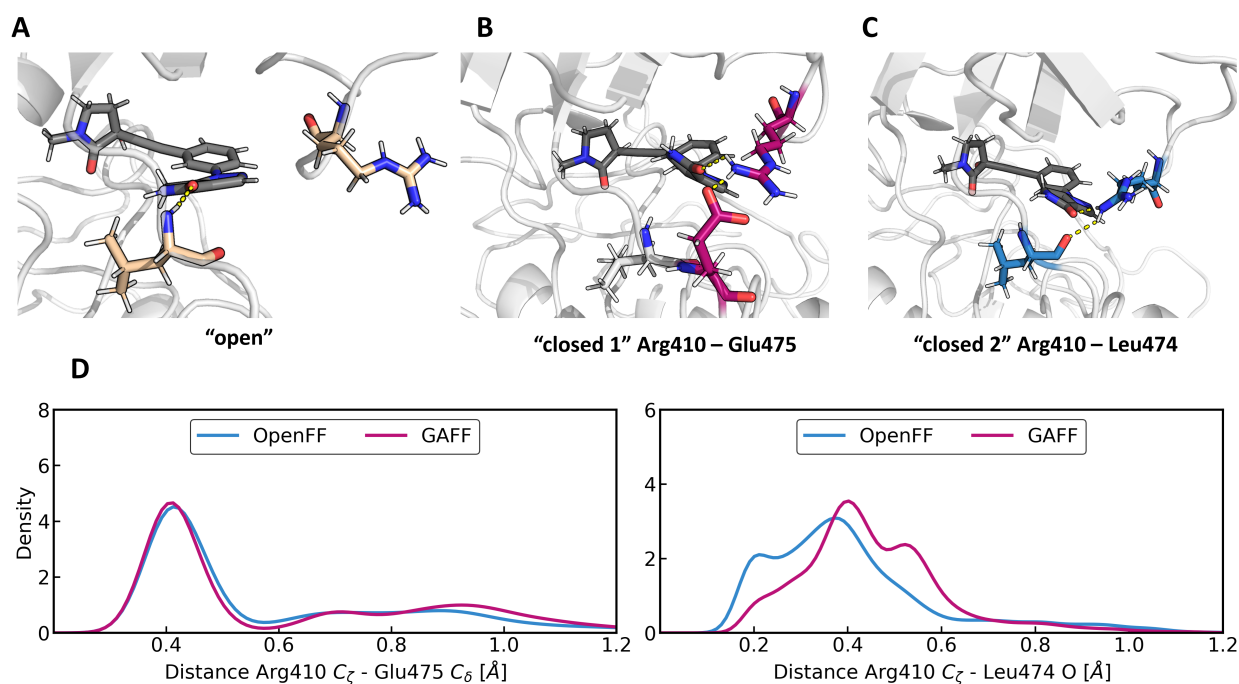 A
B
C
“open”
“closed 1” Arg410 – Glu475
“closed 2” Arg410 – Leu474
D
8
6
4
2
0
Density
OpenFF GAFF
0.4 0.6 0.8 1.0 1.2
Distance Arg410 Cζ - Glu475 Cδ [Å]
6
4
2
0
OpenFF GAFF
0.2 0.4 0.6 0.8 1.0 1.2
Distance Arg410 Cζ - Leu474 O [Å]